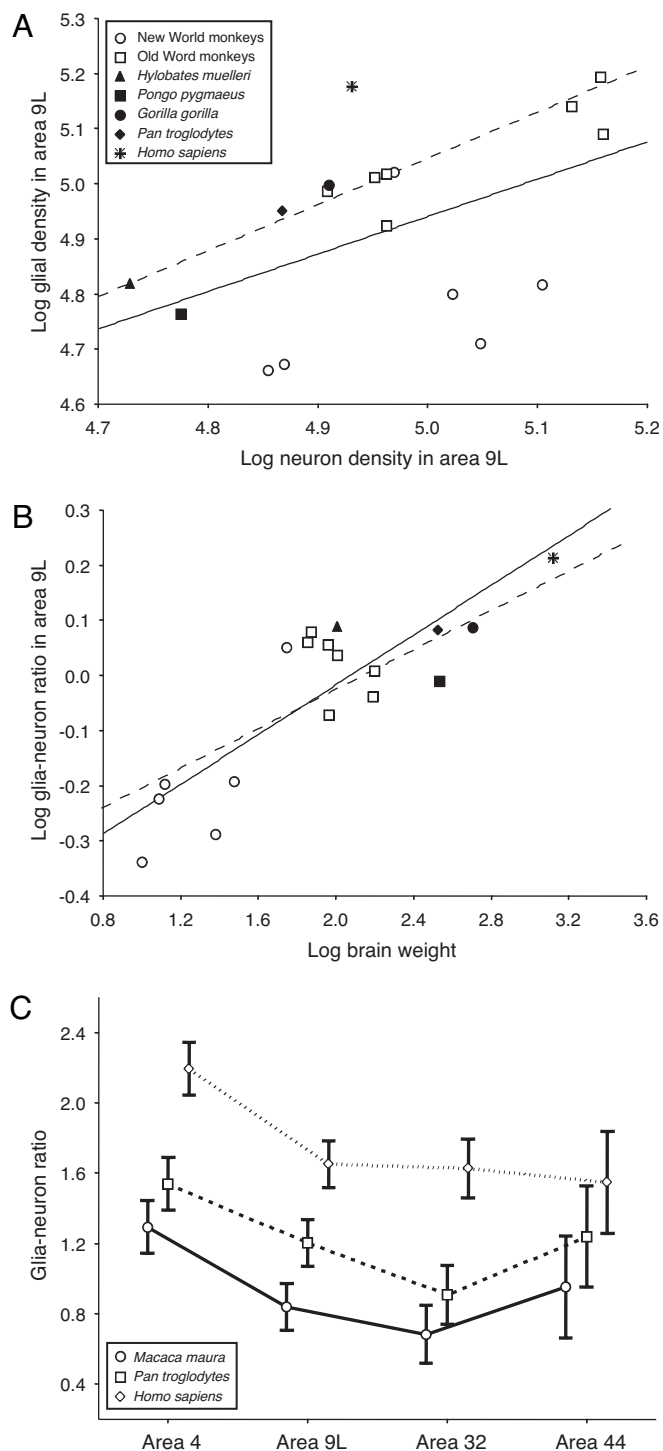 A
New World monkeys
Old Word monkeys
Hylobates muelleri
Pongo pygmaeus
Gorilla gorilla
Pan troglodytes
Homo sapiens
Log glial density in area 9L
5.2
5.1
5.0
4.9
4.8
4.7
4.6
4.7 4.8 4.9 5.0 5.1 5.2
Log neuron density in area 9L
B
Log glia-neuron ratio in area 9L
0.3
0.2
0.1
0.0
-0.1
-0.2
-0.3
-0.4
0.8 1.2 1.6 2.0 2.4 2.8 3.2 3.6
Log brain weight
C
Glia-neuron ratio
2.4
2.0
1.6
1.2
0.8
0.4
Macaca maura
Pan troglodytes
Homo sapiens
Area 4 Area 9L Area 32 Area 44